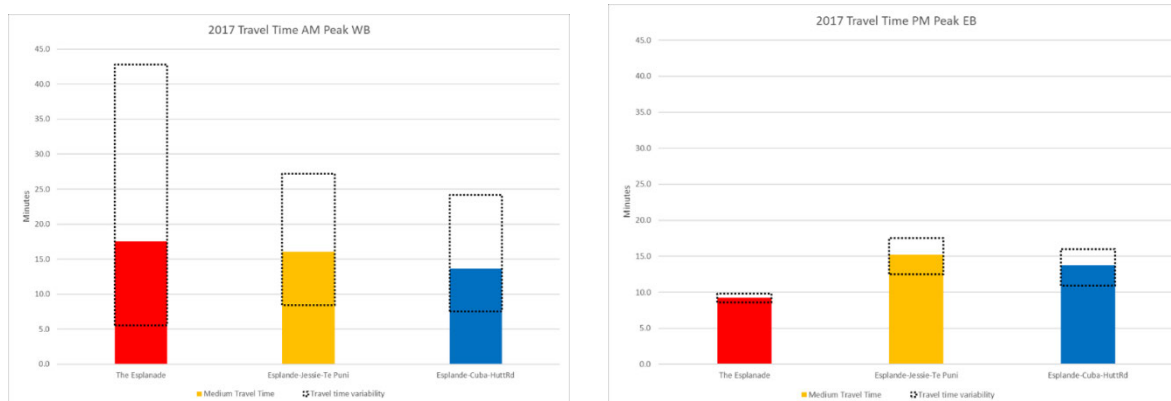 2017 Travel Time AM Peak WB
45.0
40.0
35.0
30.0
25.0
20.0
15.0
10.0
5.0
0.0
Minutes
The Esplanade
Esplande-Jessie-Te Puni
Esplande-Cuba-HuttRd
Medium Travel Time
Travel time variability
2017 Travel Time PM Peak EB
45.0
40.0
35.0
30.0
25.0
20.0
15.0
10.0
5.0
0.0
Minutes
The Esplanade
Esplande-Jessie-Te Puni
Esplande-Cuba-HuttRd
Medium Travel Time
Travel time variability